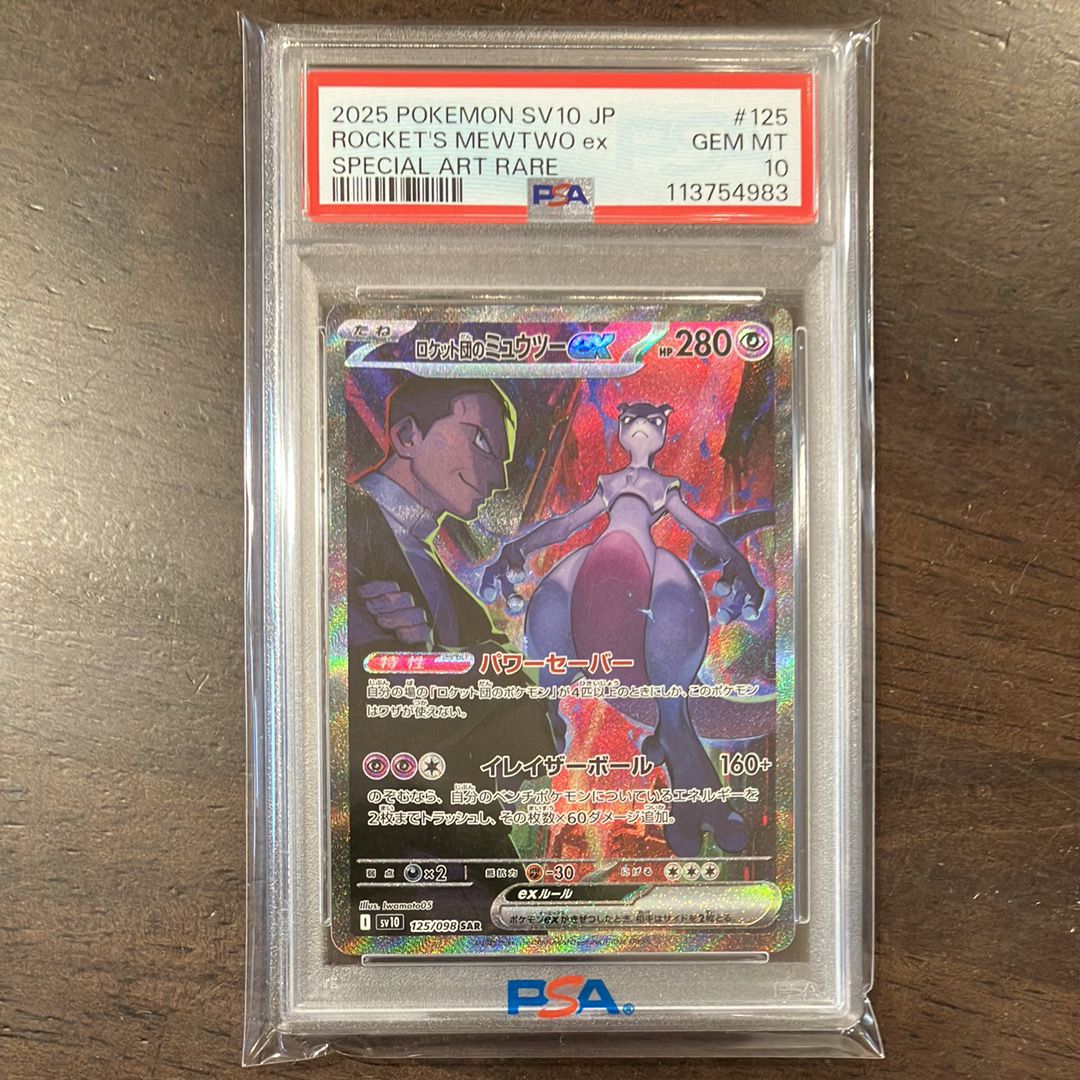 2025 POKEMON SV10 JP #125
ROCKET'S MEWTWO ex GEM MT
SPECIAL ART RARE 10
PSA 113754983
たね ロケット団のミュウツーex HP280
特性 パワーセーバー
自分の場の「ロケット団のポケモン」が4匹以上のときにしか、このポケモン
はワザが使えない。
イレイザーボール 160+
のぞむなら、自分のベンチポケモンについているエネルギーを
2枚までトラッシュし、その枚数×60ダメージ追加。
弱点 ×2 抵抗力 -30 にげる
exルール
Illus. Iwamoto05
ポケモンexがきぜつしたとき、相手はサイドを2枚とる。
I sv10 125/098 SAR
PSA
PSA